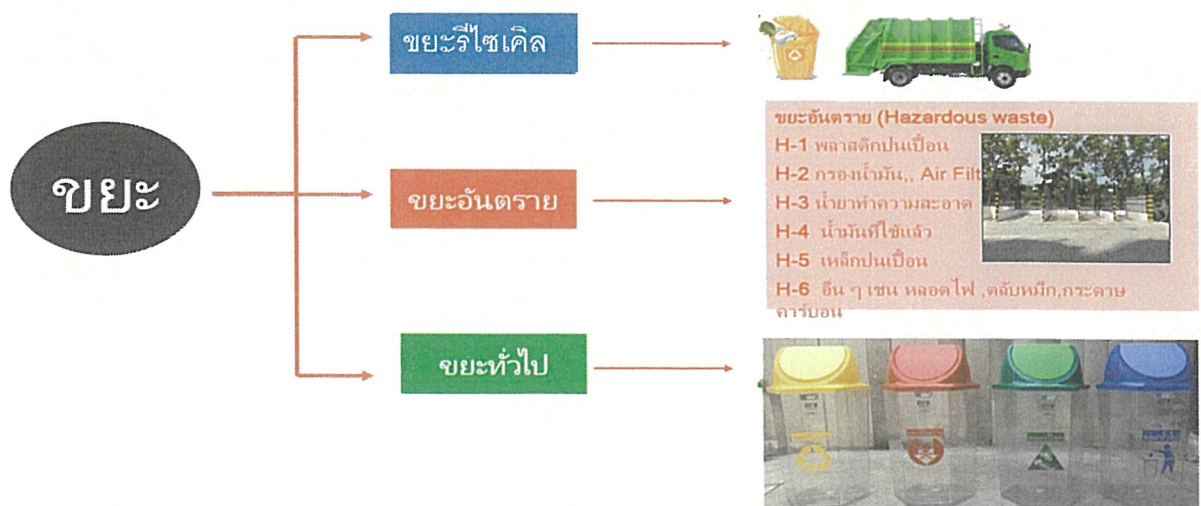 ขยะ
ขยะรีไซเคิล
ขยะอันตราย
ขยะทั่วไป
ขยะอันตราย (Hazardous waste)
H-1 พลาสติกปนเปื้อน
H-2 กรองน้ำมัน,, Air Filt
H-3 น้ำยาทำความสะอาด
H-4 น้ำมันที่ใช้แล้ว
H-5 เหล็กปนเปื้อน
H-6 อื่น ๆ เช่น หลอดไฟ ,ตลับหมึก,กระดาษ
คาร์บอน